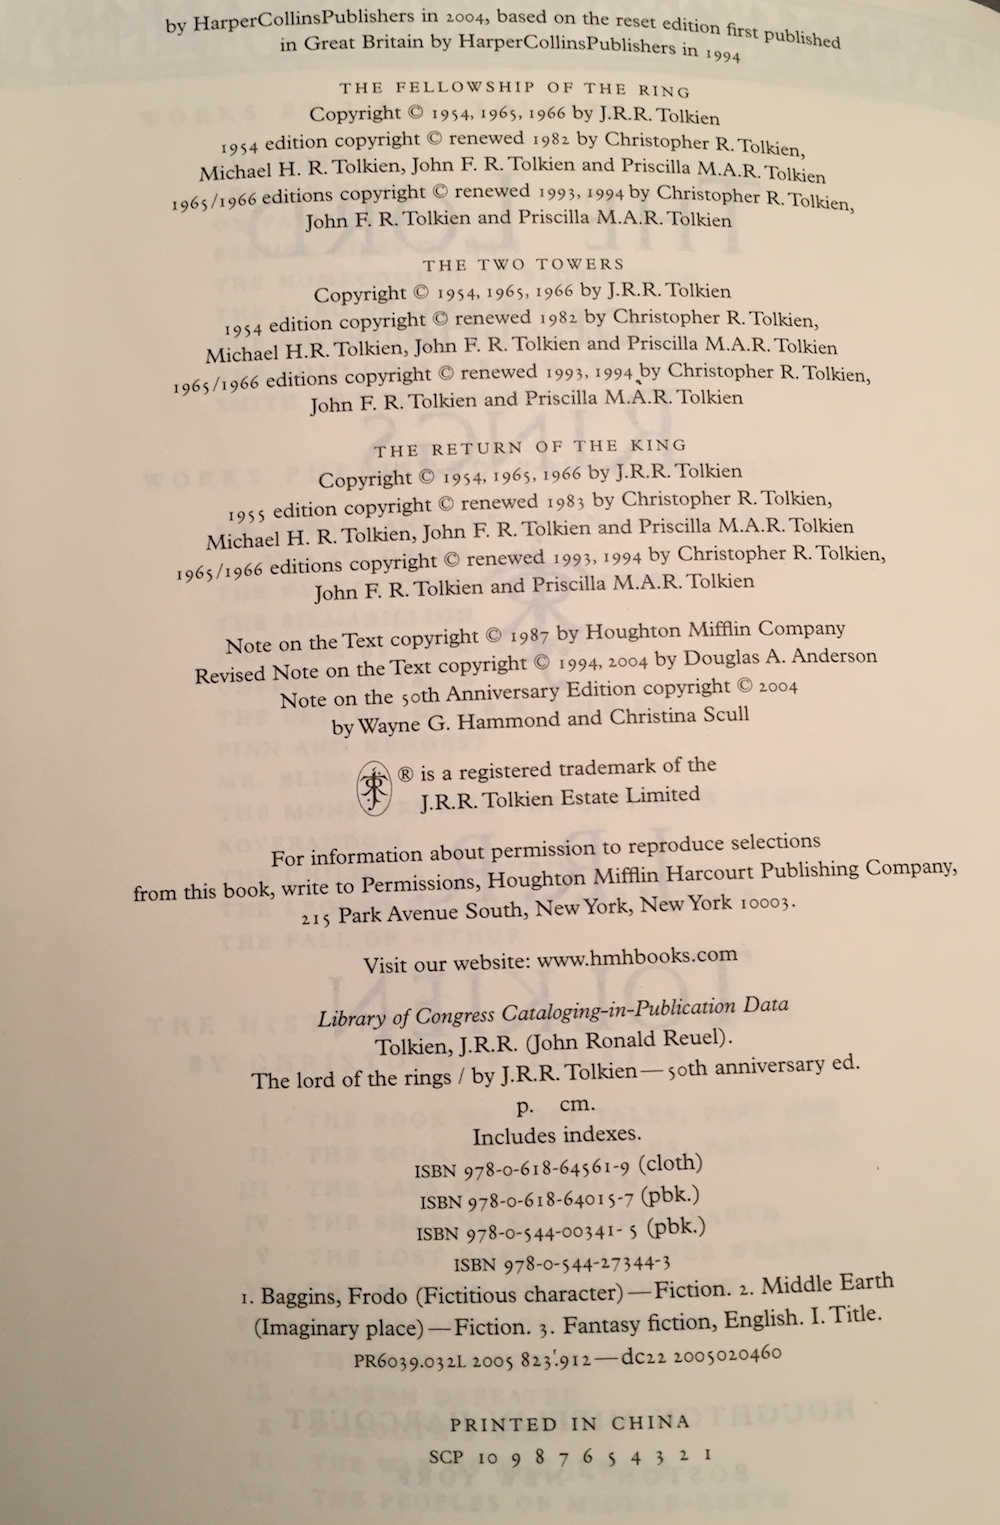 by HarperCollinsPublishers in 2004, based on the reset edition first published
in Great Britain by HarperCollinsPublishers in 1994
THE FELLOWSHIP OF THE RING
Copyright © 1954, 1965, 1966 by J.R.R. Tolkien
1954 edition copyright © renewed 1982 by Christopher R. Tolkien,
Michael H. R. Tolkien, John F. R. Tolkien and Priscilla M.A.R. Tolkien
1965/1966 editions copyright © renewed 1993, 1994 by Christopher R. Tolkien,
John F. R. Tolkien and Priscilla M.A.R. Tolkien
THE TWO TOWERS
Copyright © 1954, 1965, 1966 by J.R.R. Tolkien
1954 edition copyright © renewed 1982 by Christopher R. Tolkien,
Michael H.R. Tolkien, John F. R. Tolkien and Priscilla M.A.R. Tolkien
1965/1966 editions copyright © renewed 1993, 1994 by Christopher R. Tolkien,
John F. R. Tolkien and Priscilla M.A.R. Tolkien
THE RETURN OF THE KING
Copyright © 1954, 1965, 1966 by J.R.R. Tolkien
1955 edition copyright © renewed 1983 by Christopher R. Tolkien,
Michael H. R. Tolkien, John F. R. Tolkien and Priscilla M.A.R. Tolkien
1965/1966 editions copyright © renewed 1993, 1994 by Christopher R. Tolkien,
John F. R. Tolkien and Priscilla M.A.R. Tolkien
Note on the Text copyright © 1987 by Houghton Mifflin Company
Revised Note on the Text copyright © 1994, 2004 by Douglas A. Anderson
Note on the 50th Anniversary Edition copyright © 2004
by Wayne G. Hammond and Christina Scull
® is a registered trademark of the
J.R.R. Tolkien Estate Limited
For information about permission to reproduce selections
from this book, write to Permissions, Houghton Mifflin Harcourt Publishing Company,
215 Park Avenue South, New York, New York 10003.
Visit our website: www.hmhbooks.com
Library of Congress Cataloging-in-Publication Data
Tolkien, J.R.R. (John Ronald Reuel).
The lord of the rings / by J.R.R. Tolkien—50th anniversary ed.
p. cm.
Includes indexes.
ISBN 978-0-618-64561-9 (cloth)
ISBN 978-0-618-64015-7 (pbk.)
ISBN 978-0-544-00341-5 (pbk.)
ISBN 978-0-544-27344-3
1. Baggins, Frodo (Fictitious character)—Fiction. 2. Middle Earth
(Imaginary place)—Fiction. 3. Fantasy fiction, English. I. Title.
PR6039.032L 2005 823'.912—dc22 2005020460
PRINTED IN CHINA
SCP 10 9 8 7 6 5 4 3 2 1